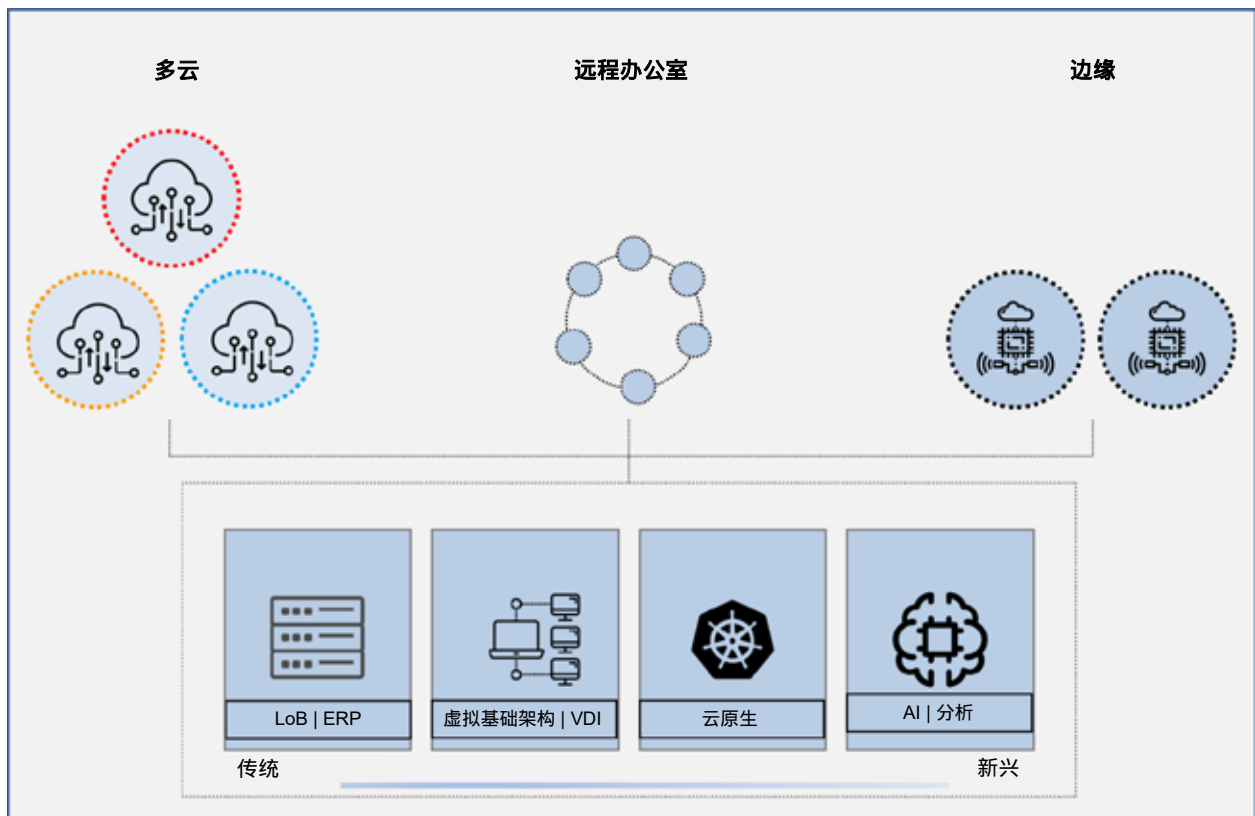 多云
远程办公室
边缘
LoB | ERP
虚拟基础架构 | VDI
云原生
AI | 分析
传统
新兴